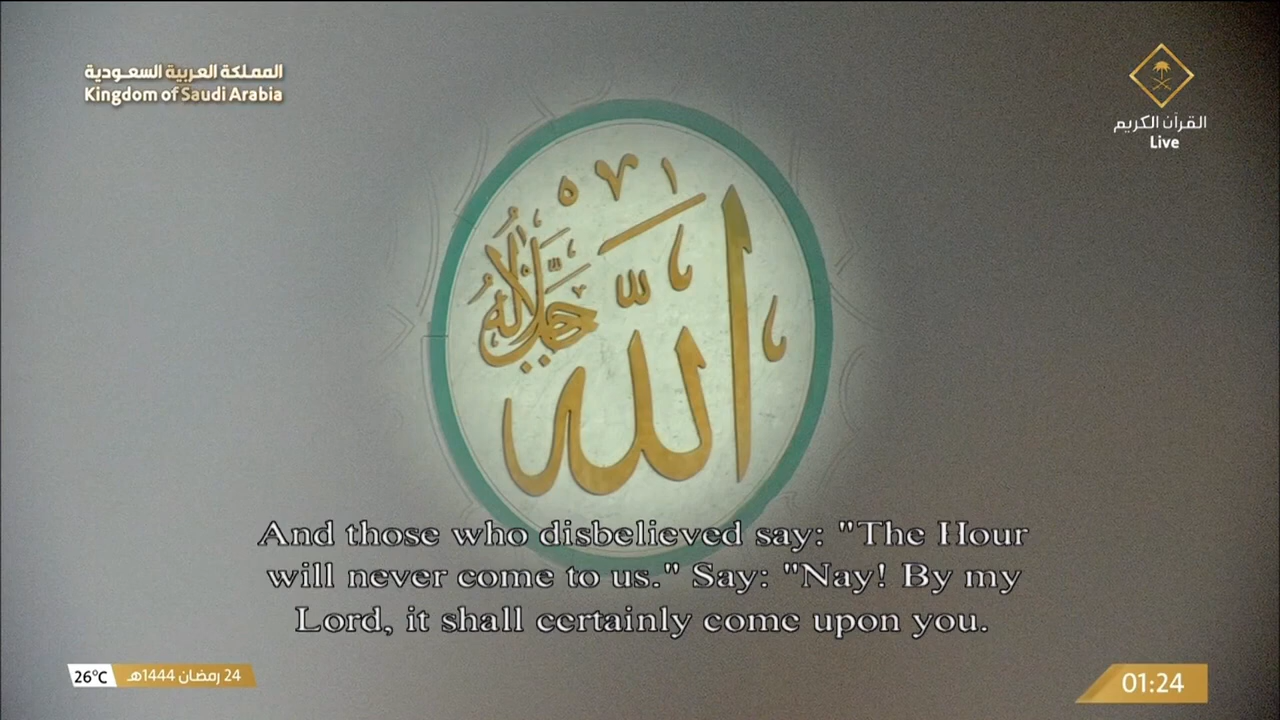 المملكة العربية السعودية
Kingdom of Saudi Arabia
القرآن الكريم
Live
١٧٥
الله
جل جلاله
And those who disbelieved say: "The Hour
will never come to us." Say: "Nay! By my
Lord, it shall certainly come upon you.
26°C
24 رمضان 1444هـ
01:24